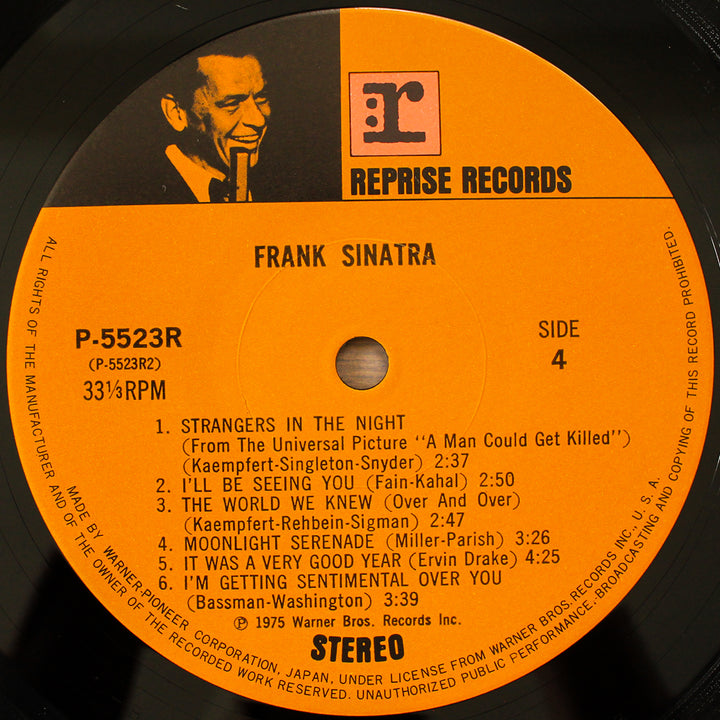 r
REPRISE RECORDS
FRANK SINATRA
P-5523R
(P-5523R2)
33⅓RPM
SIDE
4
1. STRANGERS IN THE NIGHT
(From The Universal Picture "A Man Could Get Killed")
(Kaempfert-Singleton-Snyder) 2:37
2. I'LL BE SEEING YOU (Fain-Kahal) 2:50
3. THE WORLD WE KNEW (Over And Over)
(Kaempfert-Rehbein-Sigman) 2:47
4. MOONLIGHT SERENADE (Miller-Parish) 3:26
5. IT WAS A VERY GOOD YEAR (Ervin Drake) 4:25
6. I'M GETTING SENTIMENTAL OVER YOU
(Bassman-Washington) 3:39
℗ 1975 Warner Bros. Records Inc.
STEREO
MADE BY WARNER-PIONEER CORPORATION, JAPAN, UNDER LICENSE FROM WARNER BROS. RECORDS INC., U.S.A.
ALL RIGHTS OF THE MANUFACTURER AND OF THE OWNER OF THE RECORDED WORK RESERVED. UNAUTHORIZED PUBLIC PERFORMANCE, BROADCASTING AND COPYING OF THIS RECORD PROHIBITED.